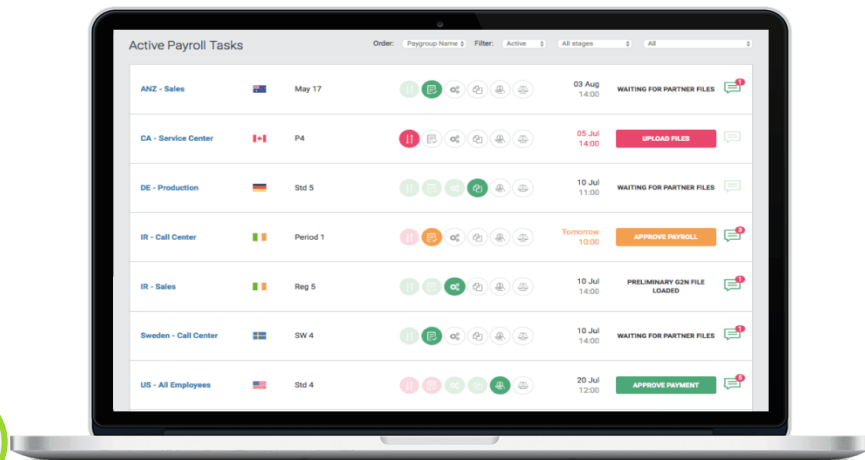 Active Payroll Tasks
Order: Paygroup Name Filter: Active All stages All
ANZ - Sales May 17 03 Aug 14:00 WAITING FOR PARTNER FILES 1
CA - Service Center P4 05 Jul 14:00 UPLOAD FILES
DE - Production Std 5 10 Jul 11:00 WAITING FOR PARTNER FILES
IR - Call Center Period 1 Tomorrow 10:00 APPROVE PAYROLL
IR - Sales Reg 5 10 Jul 14:00 PRELIMINARY G2N FILE LOADED 1
Sweden - Call Center SW 4 10 Jul 14:00 WAITING FOR PARTNER FILES 1
US - All Employees Std 4 20 Jul 12:00 APPROVE PAYMENT